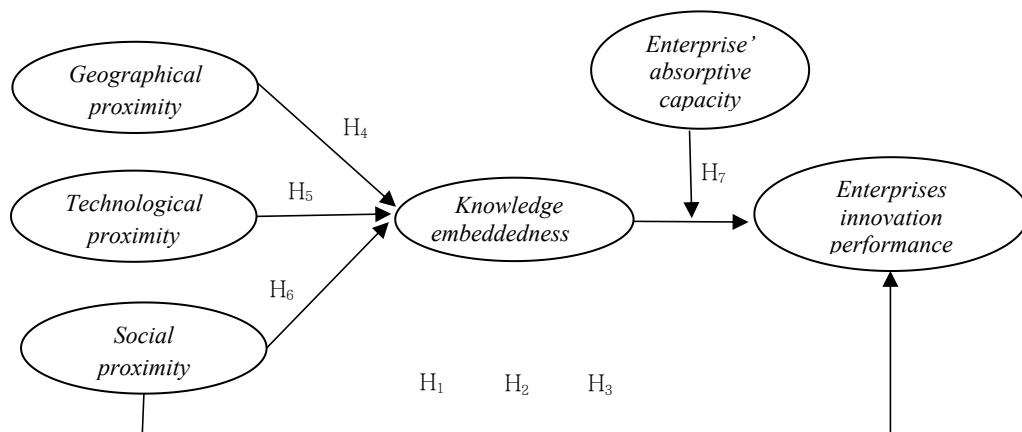 Geographical
proximity
Enterprise’
absorptive
capacity
H₄
H₇
Technological
proximity
H₅
Knowledge
embeddedness
Enterprises
innovation
performance
H₆
Social
proximity
H₁ H₂ H₃